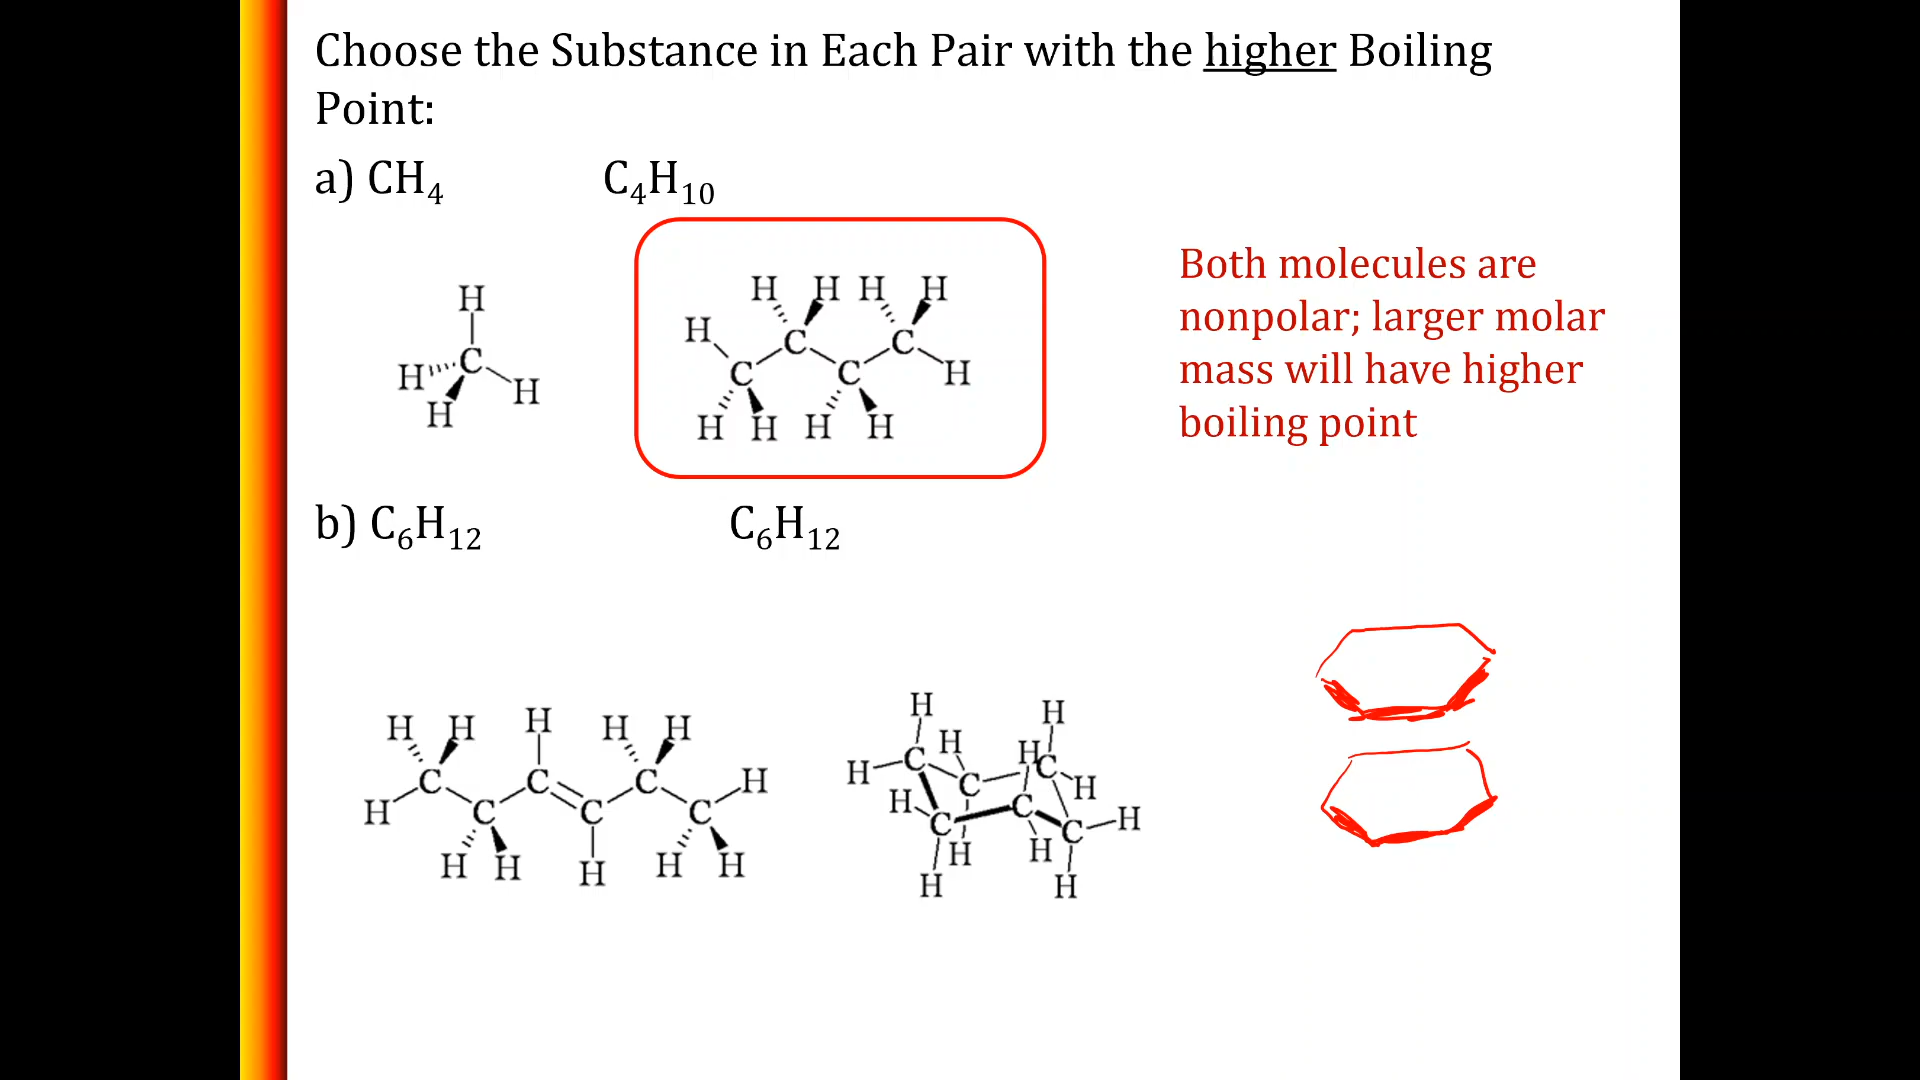 Choose the Substance in Each Pair with the higher Boiling
Point:
a) CH₄ C₄H₁₀
Both molecules are
nonpolar; larger molar
mass will have higher
boiling point
H
C
H
H
H
H H H H
H
C C
C C H
H H H H
b) C₆H₁₂ C₆H₁₂
H H H H H
C C C H
H C C C
H H H H H
H H
H H
H C C H
H C
H C C C H
H H
H H